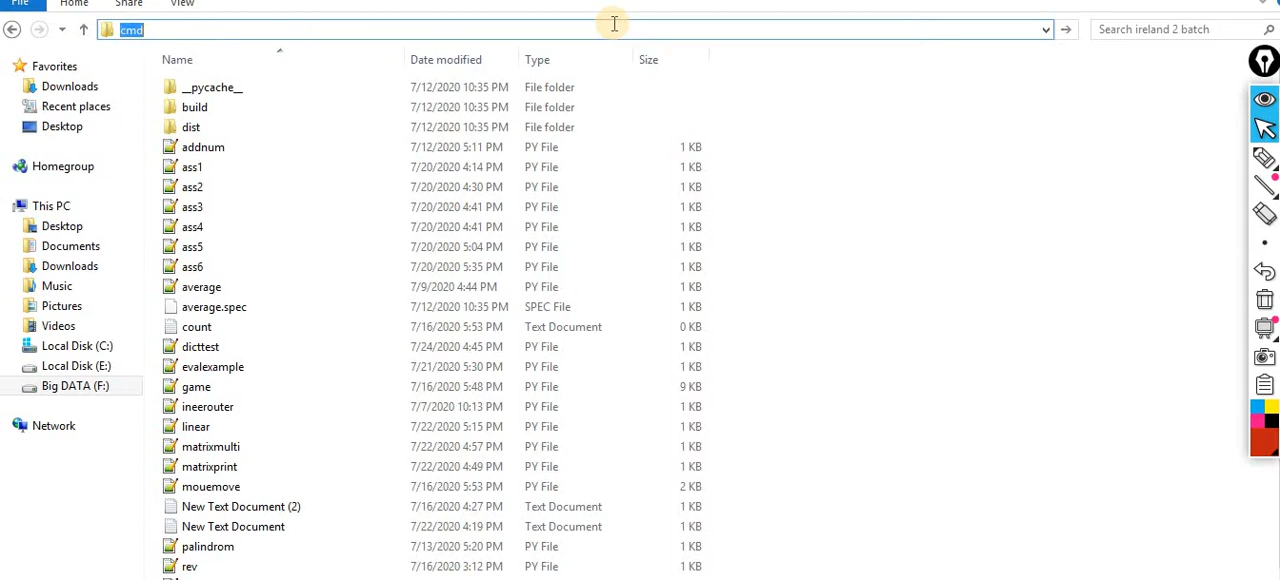 File Home Share View
cmd Search ireland 2 batch
Name Date modified Type Size
Favorites
Downloads
Recent places
Desktop
Homegroup
This PC
Desktop
Documents
Downloads
Music
Pictures
Videos
Local Disk (C:)
Local Disk (E:)
Big DATA (F:)
Network
__pycache__ 7/12/2020 10:35 PM File folder
build 7/12/2020 10:35 PM File folder
dist 7/12/2020 10:35 PM File folder
addnum 7/12/2020 5:11 PM PY File 1 KB
ass1 7/20/2020 4:14 PM PY File 1 KB
ass2 7/20/2020 4:30 PM PY File 1 KB
ass3 7/20/2020 4:41 PM PY File 1 KB
ass4 7/20/2020 4:41 PM PY File 1 KB
ass5 7/20/2020 5:04 PM PY File 1 KB
ass6 7/20/2020 5:35 PM PY File 1 KB
average 7/9/2020 4:44 PM PY File 1 KB
average.spec 7/12/2020 10:35 PM SPEC File 1 KB
count 7/16/2020 5:53 PM Text Document 0 KB
dicttest 7/24/2020 4:45 PM PY File 1 KB
evalexample 7/21/2020 5:30 PM PY File 1 KB
game 7/16/2020 5:48 PM PY File 9 KB
ineerouter 7/7/2020 10:13 PM PY File 1 KB
linear 7/22/2020 5:15 PM PY File 1 KB
matrixmulti 7/22/2020 4:57 PM PY File 1 KB
matrixprint 7/22/2020 4:49 PM PY File 1 KB
mouemove 7/16/2020 5:53 PM PY File 2 KB
New Text Document (2) 7/16/2020 4:27 PM Text Document 1 KB
New Text Document 7/22/2020 4:19 PM Text Document 1 KB
palindrom 7/13/2020 5:20 PM PY File 1 KB
rev 7/16/2020 3:12 PM PY File 1 KB